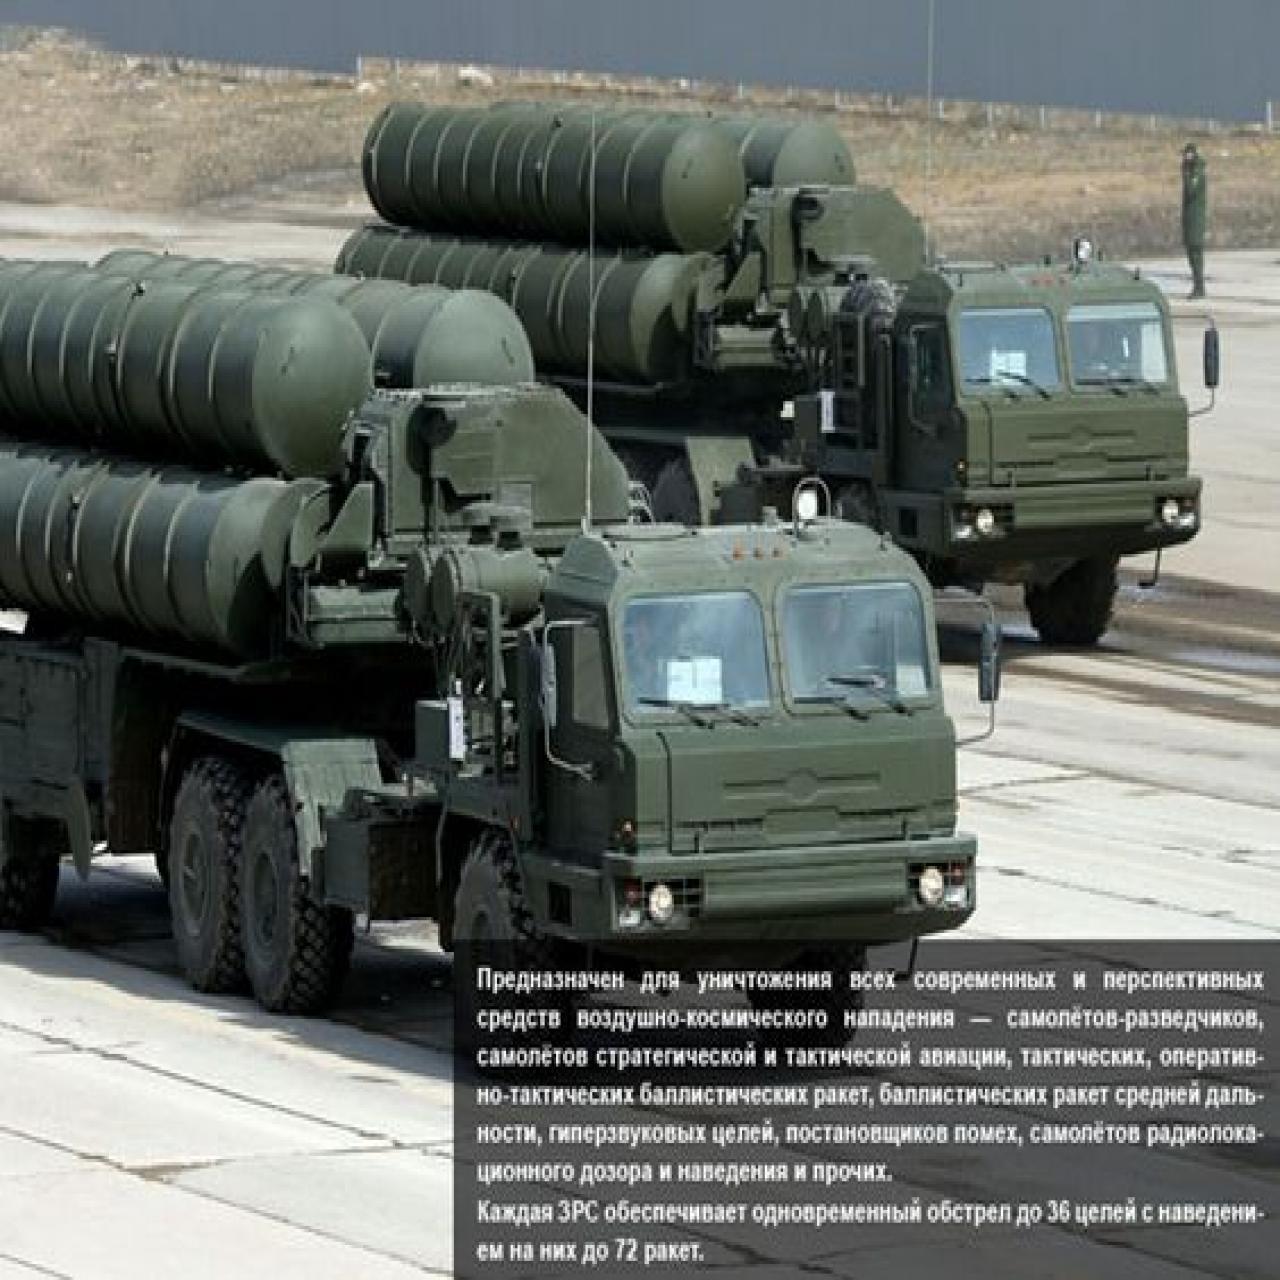 Предназначен для уничтожения всех современных и перспективных
средств воздушно-космического нападения — самолётов-разведчиков,
самолётов стратегической и тактической авиации, тактических, оператив-
но-тактических баллистических ракет, баллистических ракет средней даль-
ности, гиперзвуковых целей, постановщиков помех, самолётов радиолока-
ционного дозора и наведения и прочих.
Каждая ЗРС обеспечивает одновременный обстрел до 36 целей с наведени-
ем на них до 72 ракет.